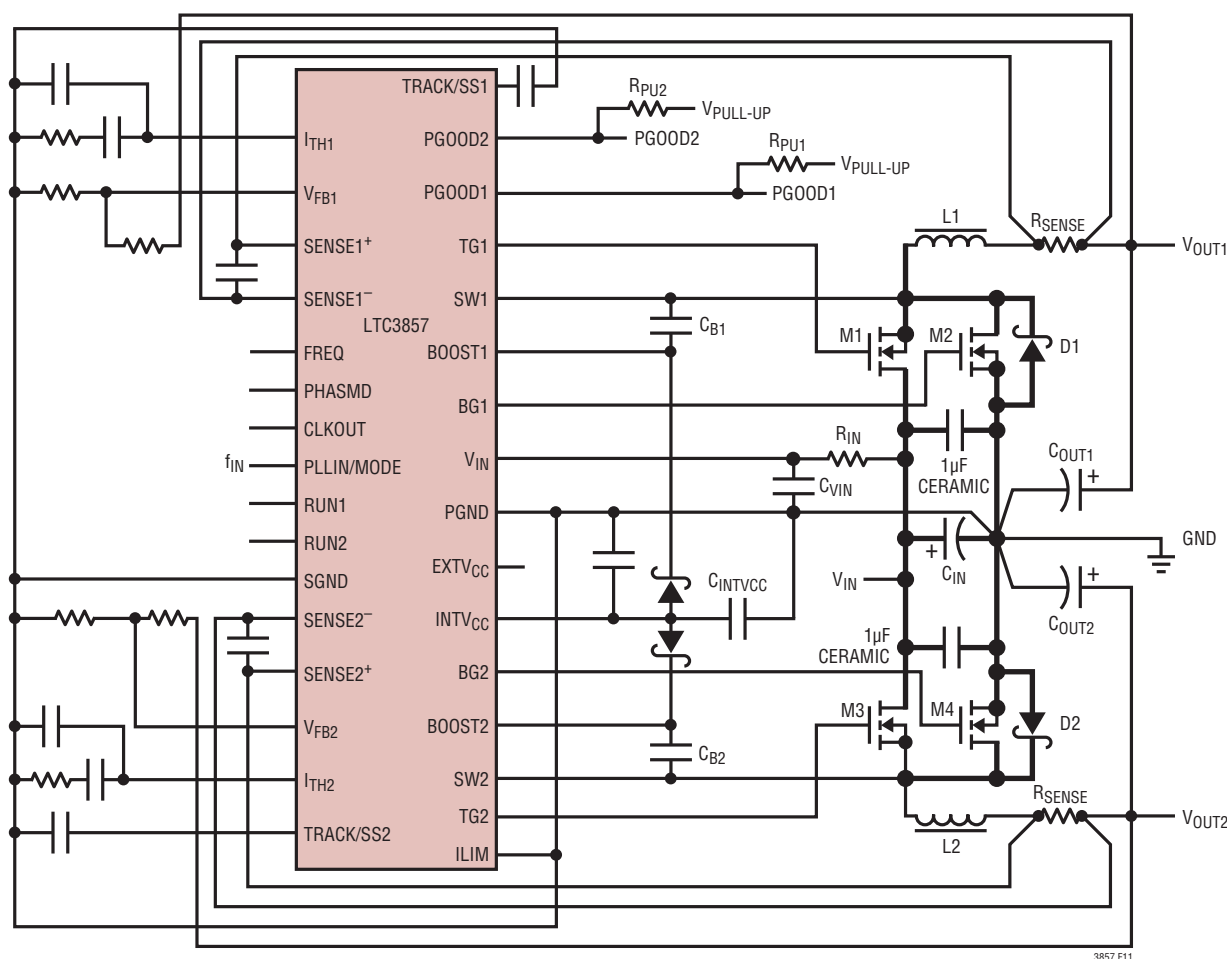 TRACK/SS1
RPU2
VPULL-UP
ITH1
PGOOD2
PGOOD2
RPU1
VPULL-UP
VFB1
PGOOD1
PGOOD1
L1
RSENSE
SENSE1+
TG1
VOUT1
SENSE1–
SW1
LTC3857
CB1
M1
M2
D1
FREQ
BOOST1
PHASMD
BG1
CLKOUT
RIN
fIN
PLLIN/MODE
VIN
1µF
CERAMIC
COUT1
+
CVIN
RUN1
PGND
RUN2
GND
EXTVCC
+
CIN
SGND
CINTVCC
VIN
+
COUT2
SENSE2–
INTVCC
1µF
CERAMIC
SENSE2+
BG2
M3
M4
D2
VFB2
BOOST2
CB2
ITH2
SW2
RSENSE
TG2
VOUT2
TRACK/SS2
L2
ILIM
3857 F11